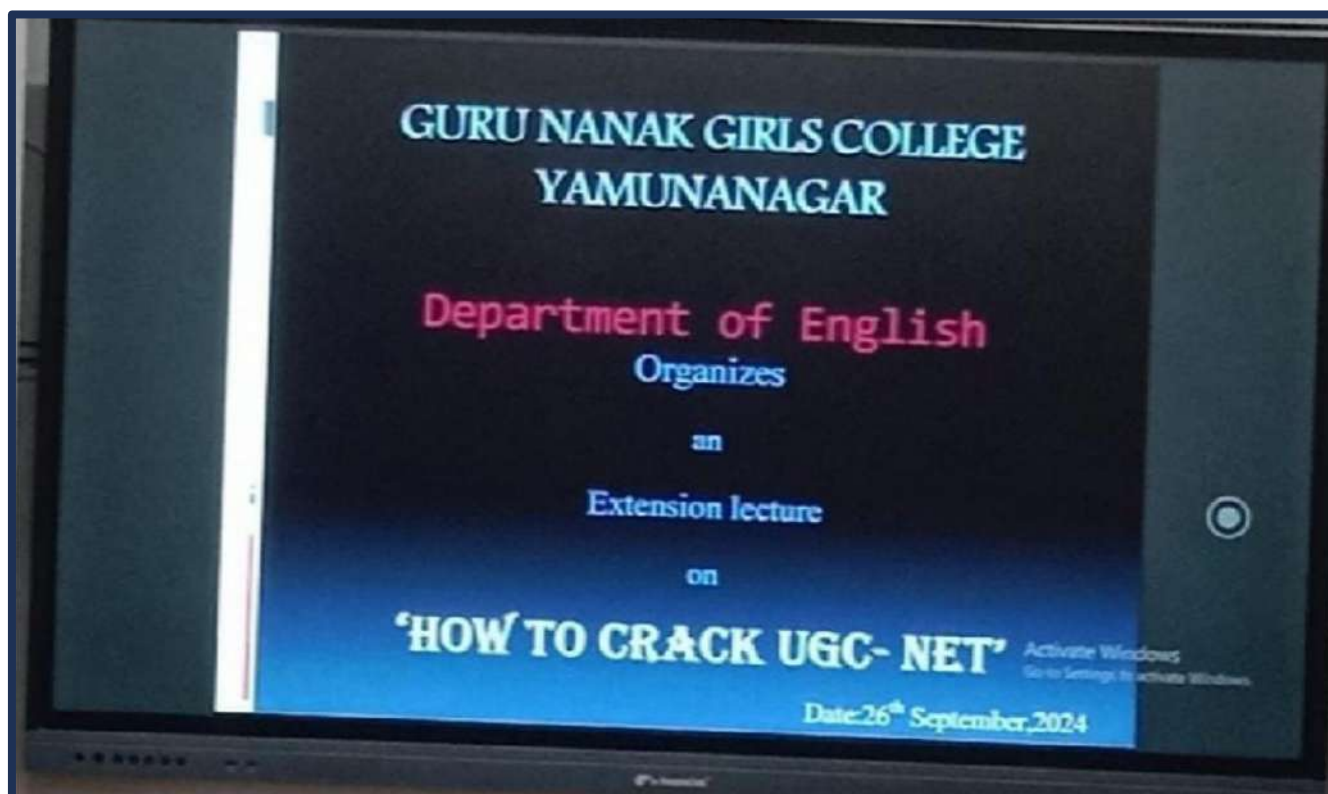 GURU NANAK GIRLS COLLEGE
YAMUNANAGAR
Department of English
Organizes
an
Extension lecture
on
‘HOW TO CRACK UGC- NET’
Activate Windows
Go to Settings to activate Windows.
Date:26th September,2024